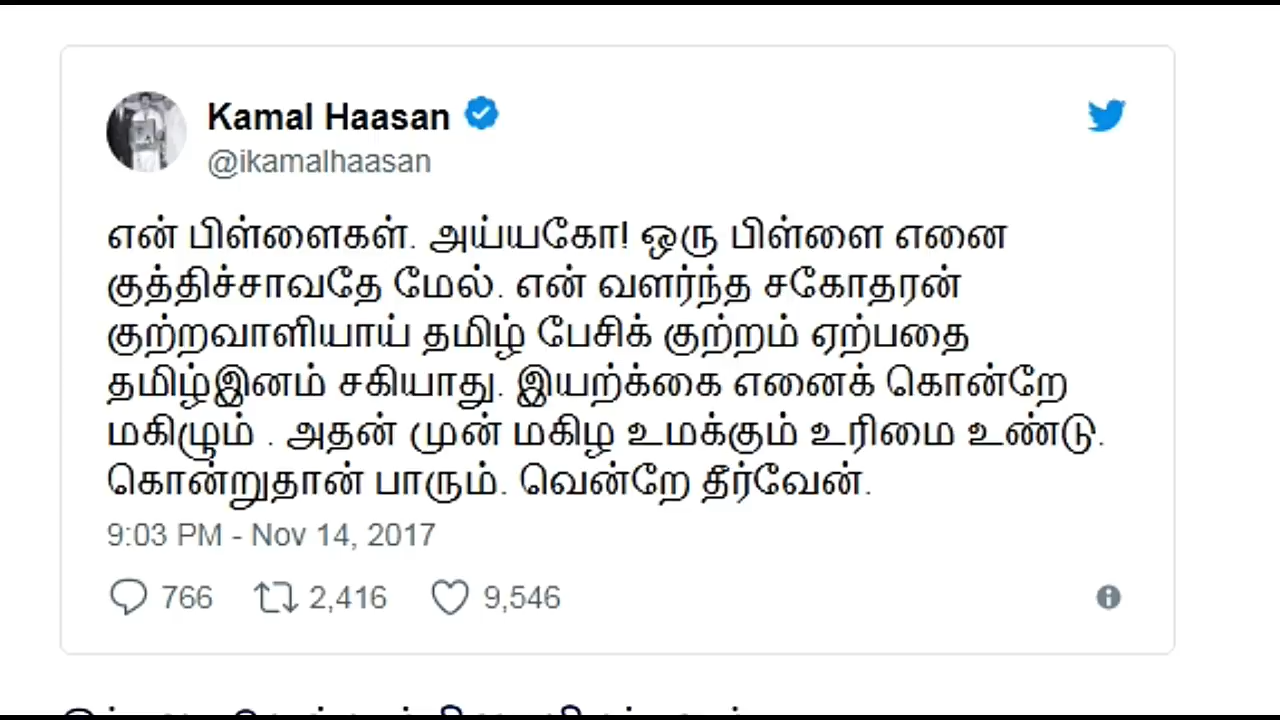 Kamal Haasan
@ikamalhaasan
என் பிள்ளைகள். அய்யகோ! ஒரு பிள்ளை எனை
குத்திச்சாவதே மேல். என் வளர்ந்த சகோதரன்
குற்றவாளியாய் தமிழ் பேசிக் குற்றம் ஏற்பதை
தமிழ்இனம் சகியாது. இயற்க்கை எனைக் கொன்றே
மகிழும் . அதன் முன் மகிழ உமக்கும் உரிமை உண்டு.
கொன்றுதான் பாரும். வென்றே தீர்வேன்.
9:03 PM - Nov 14, 2017
766 2,416 9,546